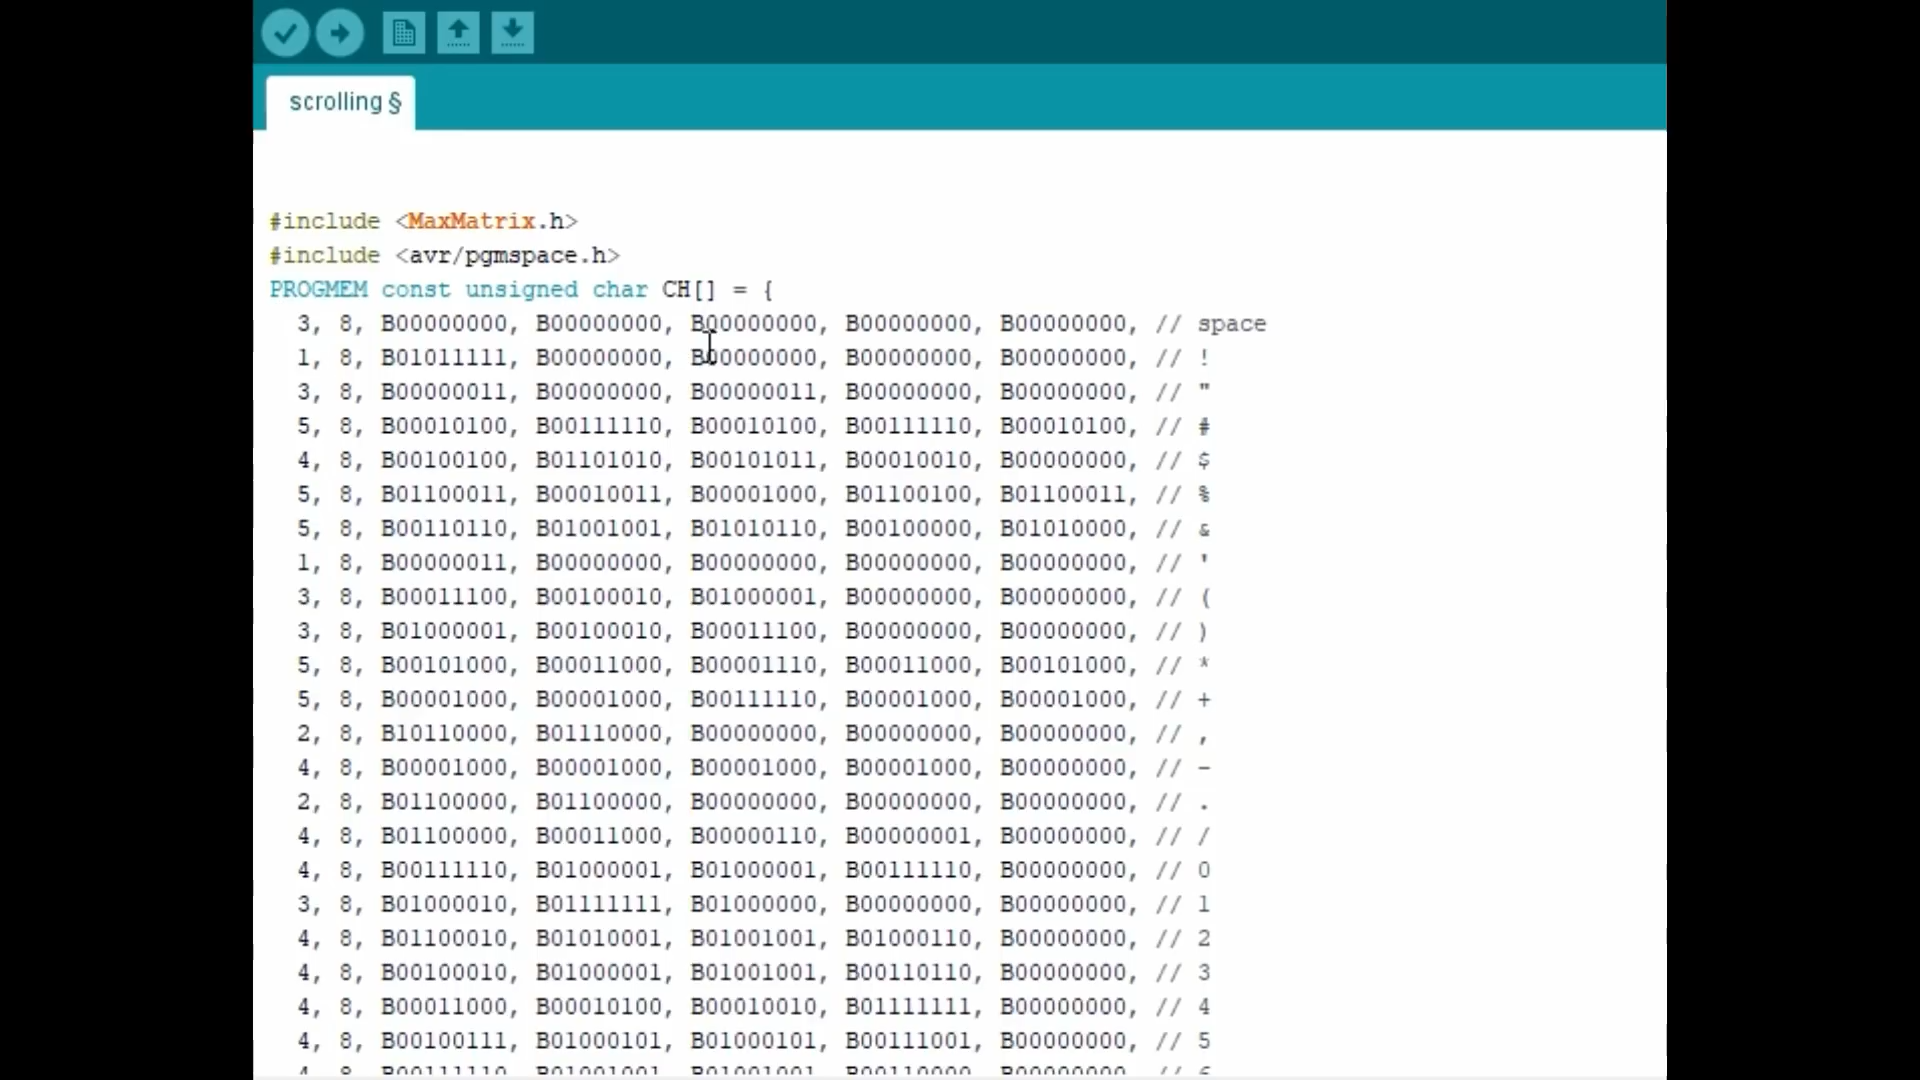 scrolling §
#include <MaxMatrix.h>
#include <avr/pgmspace.h>
PROGMEM const unsigned char CH[] = {
3, 8, B00000000, B00000000, B00000000, B00000000, B00000000, // space
1, 8, B01011111, B00000000, B00000000, B00000000, B00000000, // !
3, 8, B00000011, B00000000, B00000011, B00000000, B00000000, // "
5, 8, B00010100, B00111110, B00010100, B00111110, B00010100, // #
4, 8, B00100100, B01101010, B00101011, B00010010, B00000000, // $
5, 8, B01100011, B00010011, B00001000, B01100100, B01100011, // %
5, 8, B00110110, B01001001, B01010110, B00100000, B01010000, // &
1, 8, B00000011, B00000000, B00000000, B00000000, B00000000, // '
3, 8, B00011100, B00100010, B01000001, B00000000, B00000000, // (
3, 8, B01000001, B00100010, B00011100, B00000000, B00000000, // )
5, 8, B00101000, B00011000, B00001110, B00011000, B00101000, // *
5, 8, B00001000, B00001000, B00111110, B00001000, B00001000, // +
2, 8, B10110000, B01110000, B00000000, B00000000, B00000000, // ,
4, 8, B00001000, B00001000, B00001000, B00001000, B00000000, // -
2, 8, B01100000, B01100000, B00000000, B00000000, B00000000, // .
4, 8, B01100000, B00011000, B00000110, B00000001, B00000000, // /
4, 8, B00111110, B01000001, B01000001, B00111110, B00000000, // 0
3, 8, B01000010, B01111111, B01000000, B00000000, B00000000, // 1
4, 8, B01100010, B01010001, B01001001, B01000110, B00000000, // 2
4, 8, B00100010, B01000001, B01001001, B00110110, B00000000, // 3
4, 8, B00011000, B00010100, B00010010, B01111111, B00000000, // 4
4, 8, B00100111, B01000101, B01000101, B00111001, B00000000, // 5
4, 8, B00111110, B01001001, B01001001, B00110000, B00000000, // 6